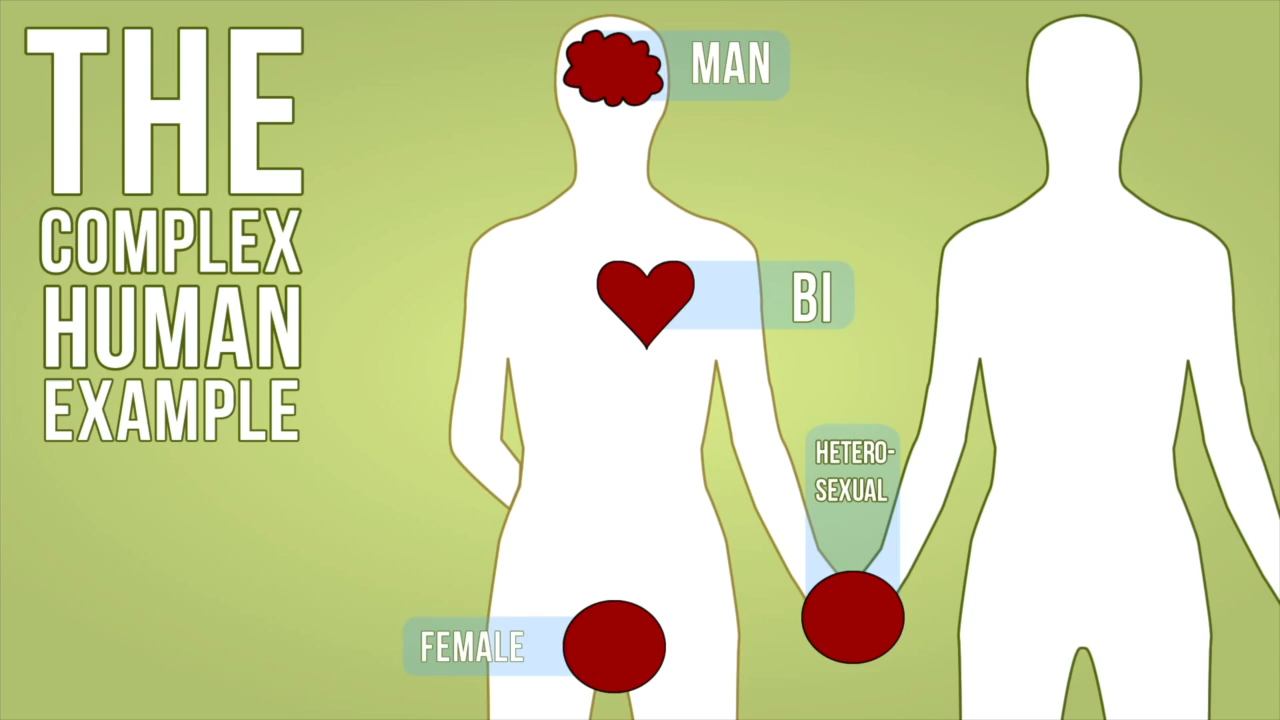 THE
COMPLEX
HUMAN
EXAMPLE
MAN
BI
HETERO-
SEXUAL
FEMALE